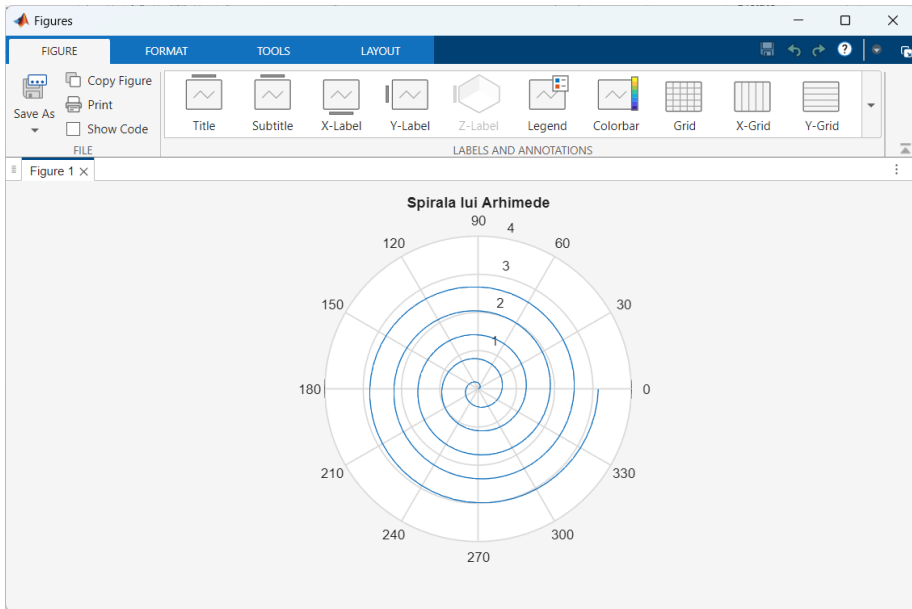 Figures
FIGURE FORMAT TOOLS LAYOUT
?
Save As
Copy Figure
Print
Show Code
FILE
Title Subtitle X-Label Y-Label Z-Label Legend Colorbar Grid X-Grid Y-Grid
LABELS AND ANNOTATIONS
Figure 1
Spirala lui Arhimede
90
4
120
60
3
150
2
30
1
180
0
210
330
240
300
270